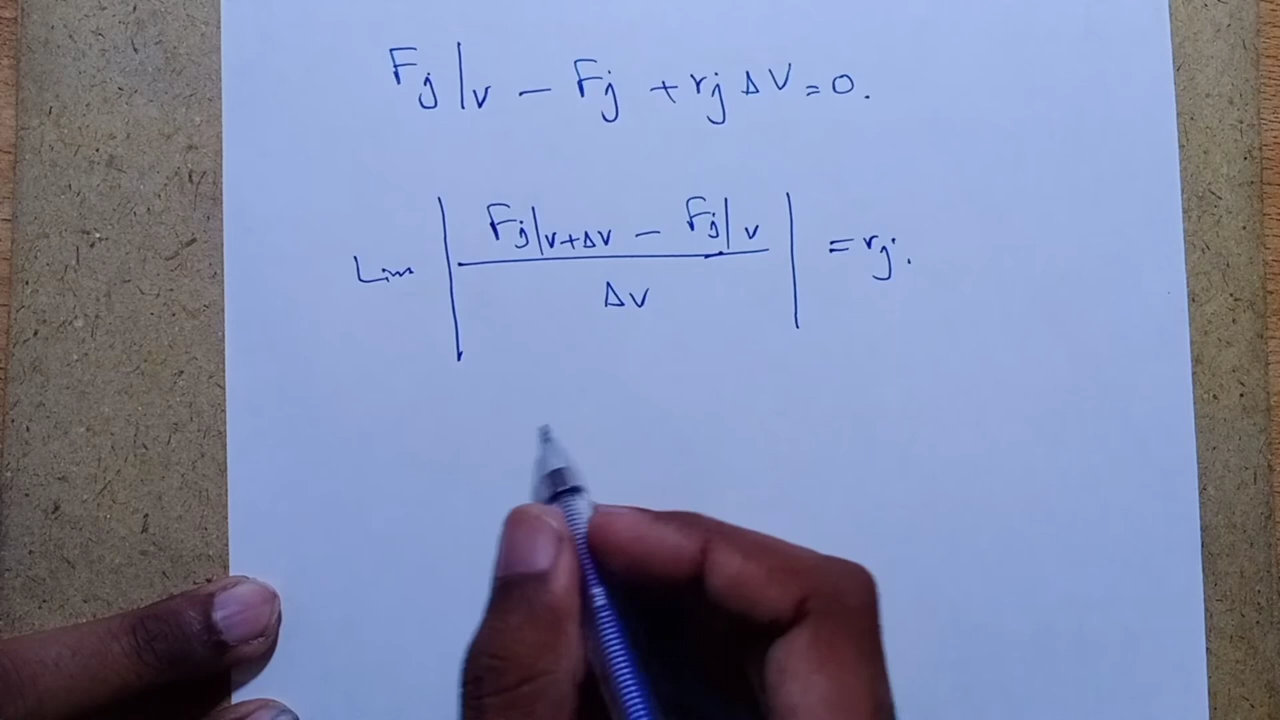 Fj|v - Fj + rj ΔV = 0.
Lim | Fj|v+Δv - Fj|v / Δv | = rj.